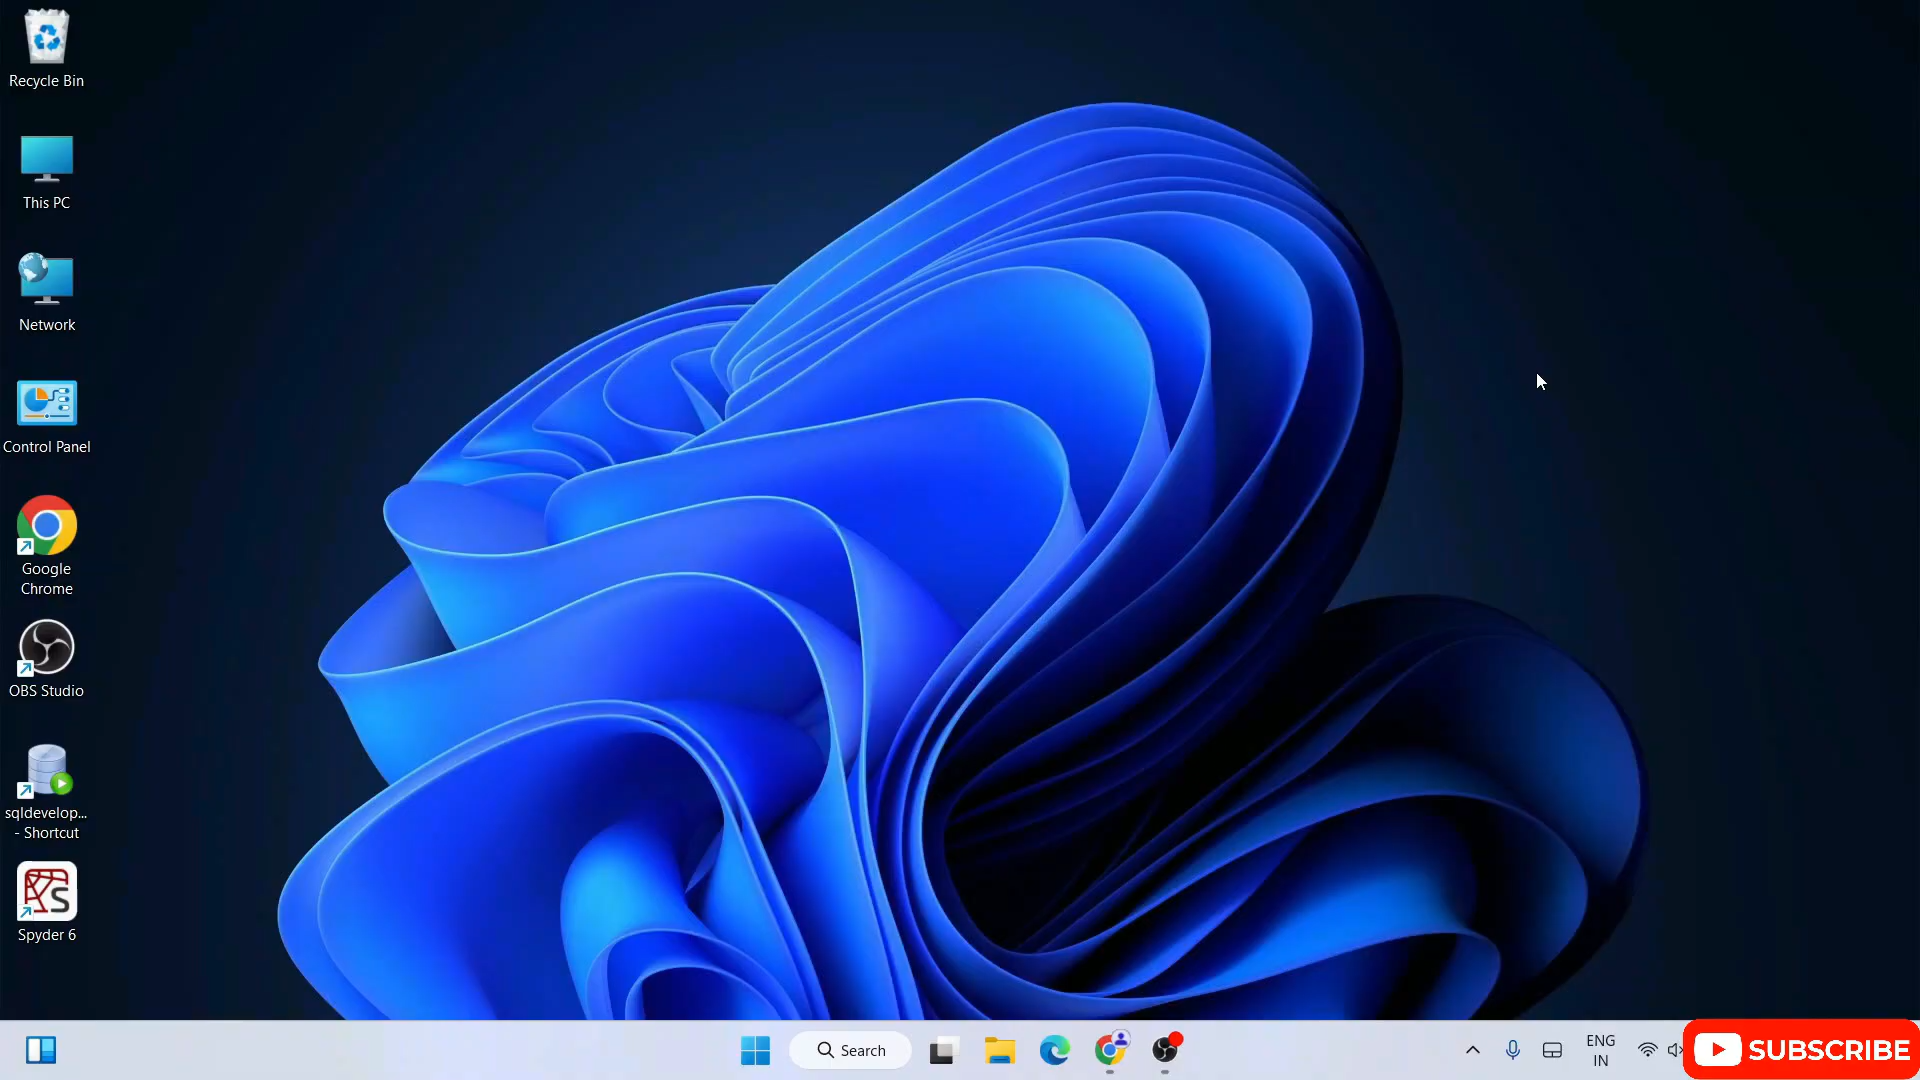 Recycle Bin
This PC
Network
Control Panel
Google
Chrome
OBS Studio
sqldevelop...
- Shortcut
Spyder 6
Search
ENG
IN
SUBSCRIBE